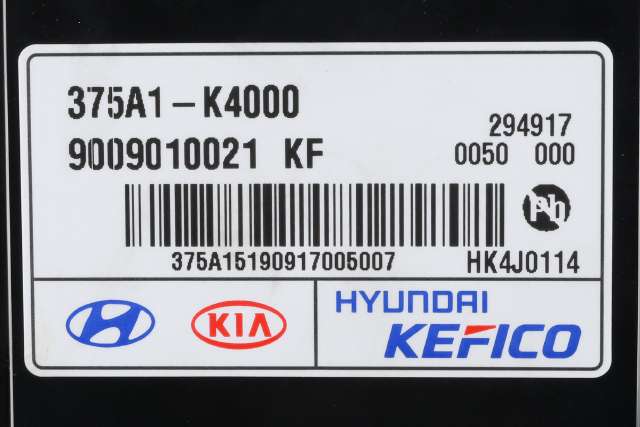 375A1-K4000
9009010021 KF
294917
0050 000
Pb
375A15190917005007
HK4J0114
KIA
HYUNDAI
KEFICO